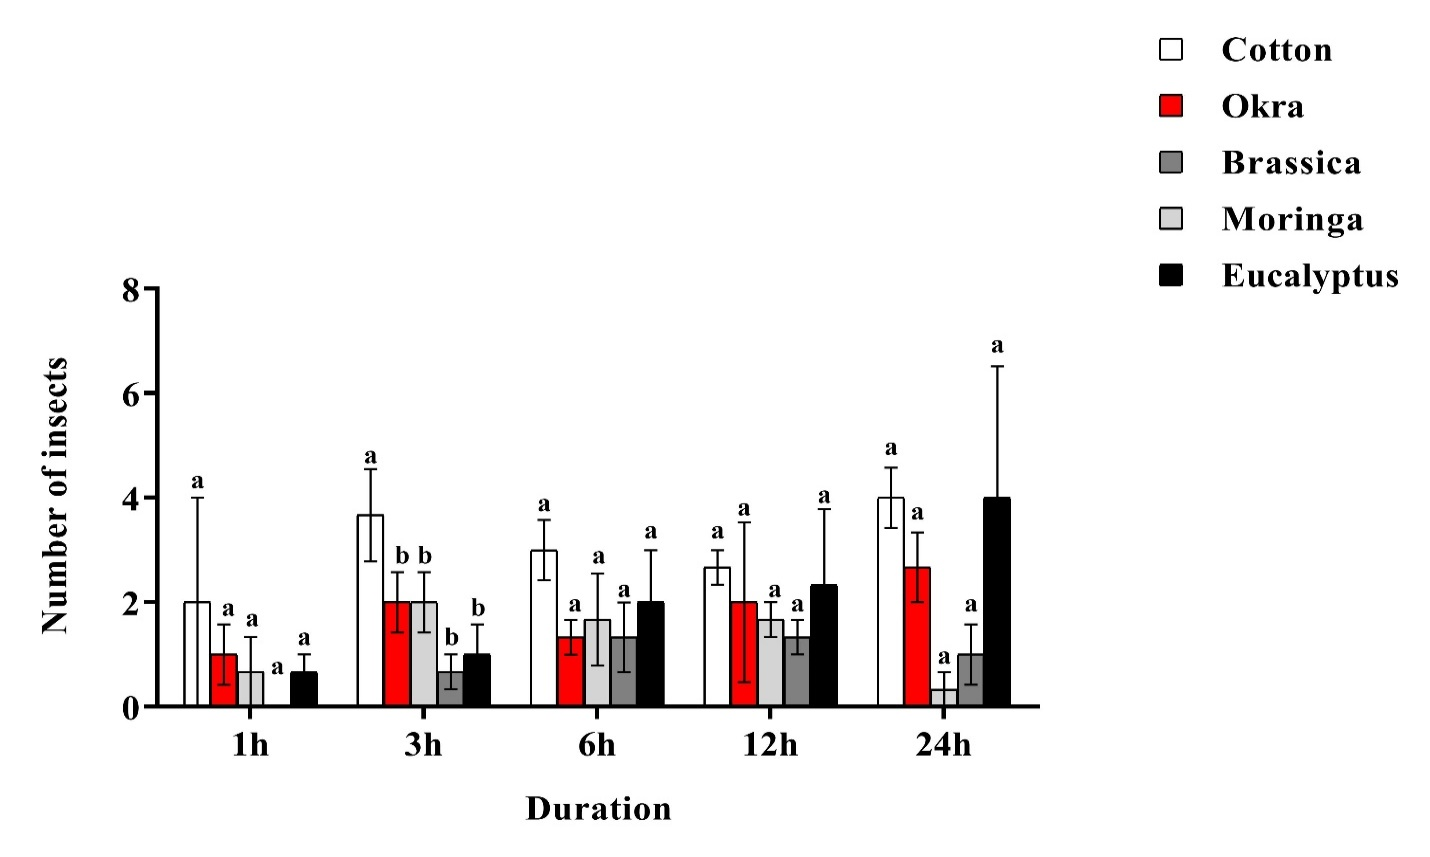 Cotton
Okra
Brassica
Moringa
Eucalyptus
Number of insects
8
6
4
2
0
a a a a a
a b b b b
a a a a a
a a a a a
a a a a a
1h 3h 6h 12h 24h
Duration